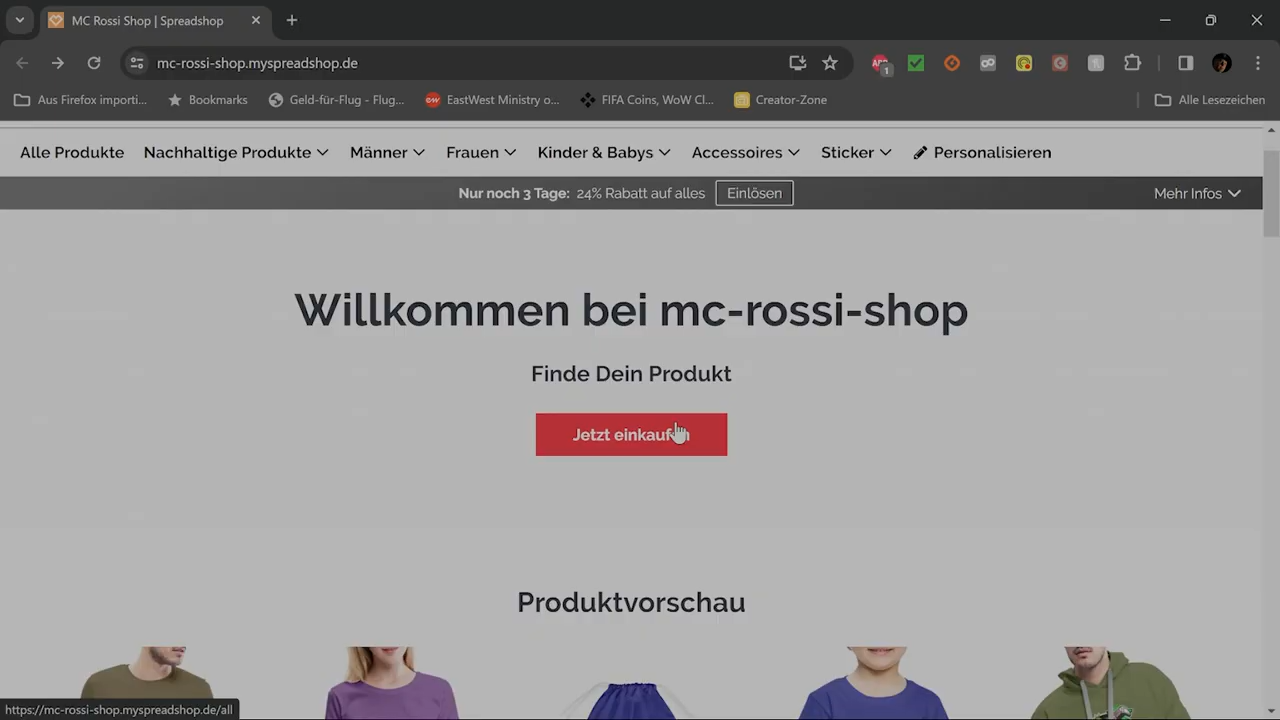 MC Rossi Shop | Spreadshop
mc-rossi-shop.myspreadshop.de
1
Aus Firefox importi...
Bookmarks
Geld-für-Flug - Flug...
EastWest Ministry o...
FIFA Coins, WoW Cl...
Creator-Zone
Alle Lesezeichen
Alle Produkte
Nachhaltige Produkte
Männer
Frauen
Kinder & Babys
Accessoires
Sticker
Personalisieren
Nur noch 3 Tage: 24% Rabatt auf alles
Einlösen
Mehr Infos
Willkommen bei mc-rossi-shop
Finde Dein Produkt
Jetzt einkaufen
Produktvorschau
https://mc-rossi-shop.myspreadshop.de/all